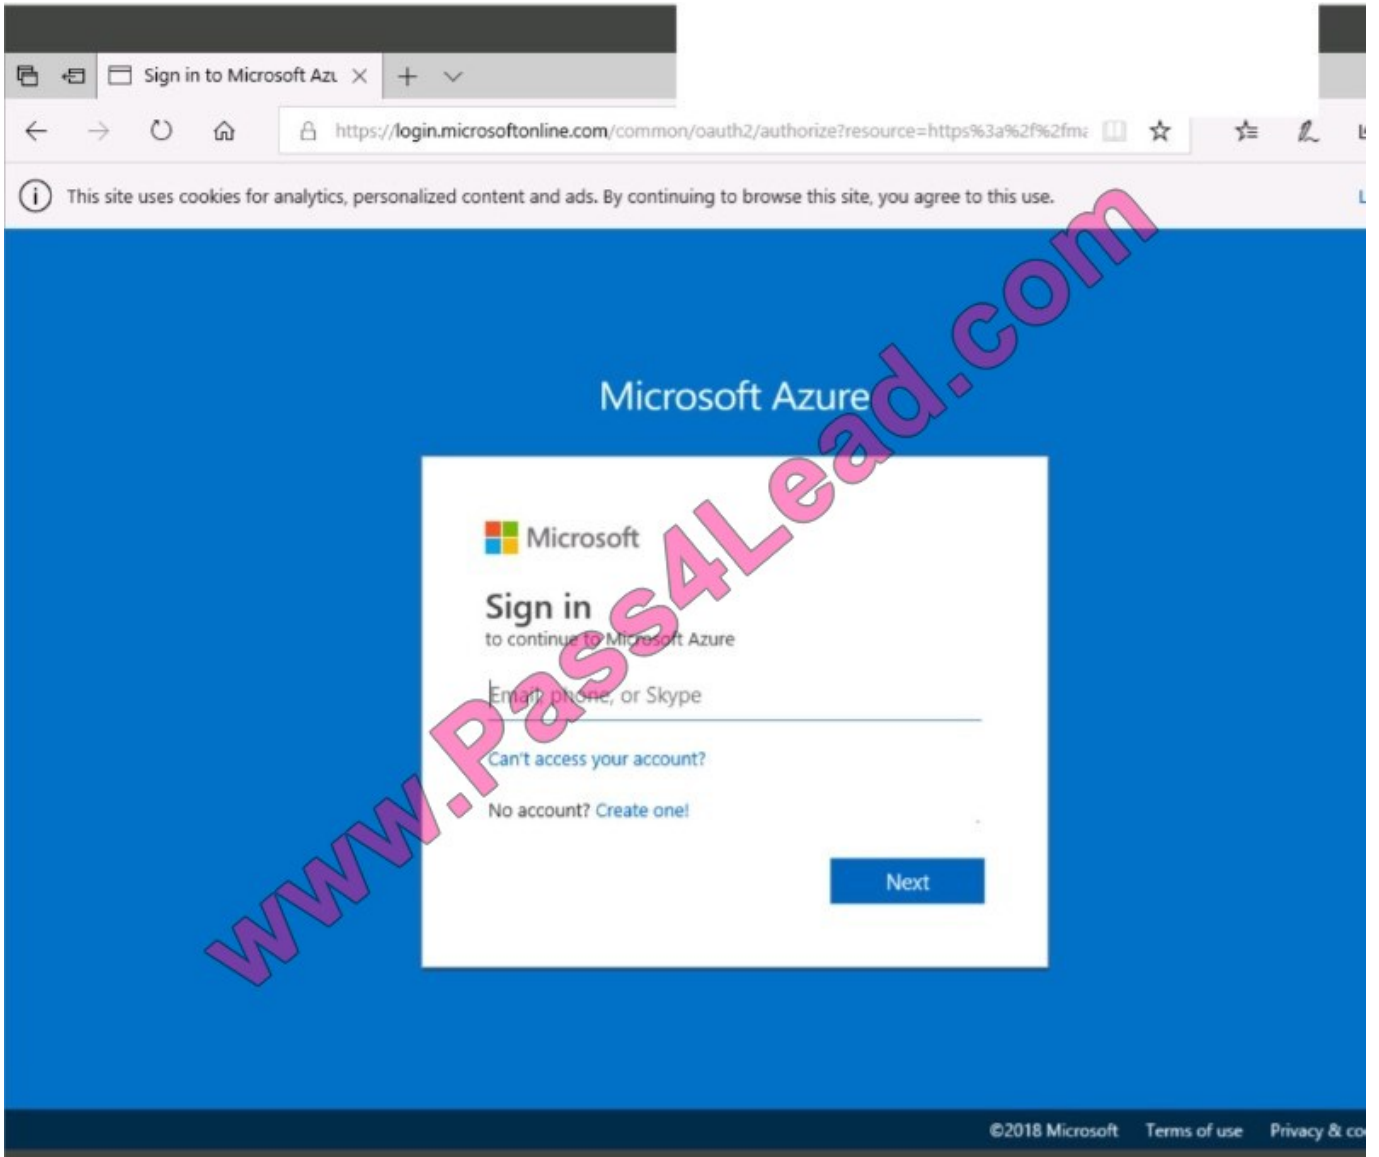 Sign in to Microsoft Azu
https://login.microsoftonline.com/common/oauth2/authorize?resource=https%3a%2f%2fma
This site uses cookies for analytics, personalized content and ads. By continuing to browse this site, you agree to this use.
Microsoft Azure
Microsoft
Sign in
to continue to Microsoft Azure
Email, phone, or Skype
Can't access your account?
No account? Create one!
Next
www.Pass4Lead.com
©2018 Microsoft Terms of use Privacy & co